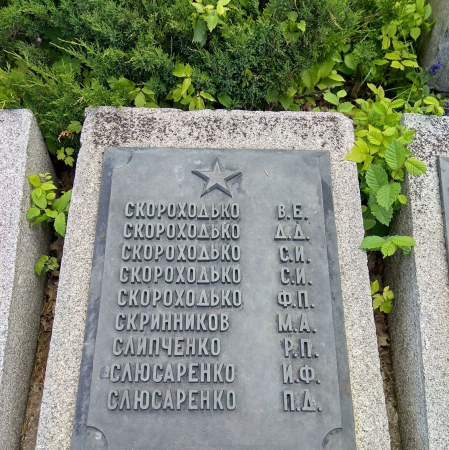 СКОРОХОДЬКО В.Е.
СКОРОХОДЬКО Д.Д.
СКОРОХОДЬКО С.И.
СКОРОХОДЬКО С.И.
СКОРОХОДЬКО Ф.П.
СКРИННИКОВ М.А.
СЛИПЧЕНКО Р.П.
СЛЮСАРЕНКО И.Ф.
СЛЮСАРЕНКО П.Д.